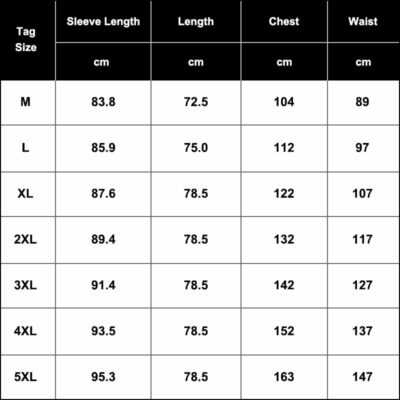 Tag Size Sleeve Length Length Chest Waist
cm cm cm cm
M 83.8 72.5 104 89
L 85.9 75.0 112 97
XL 87.6 78.5 122 107
2XL 89.4 78.5 132 117
3XL 91.4 78.5 142 127
4XL 93.5 78.5 152 137
5XL 95.3 78.5 163 147